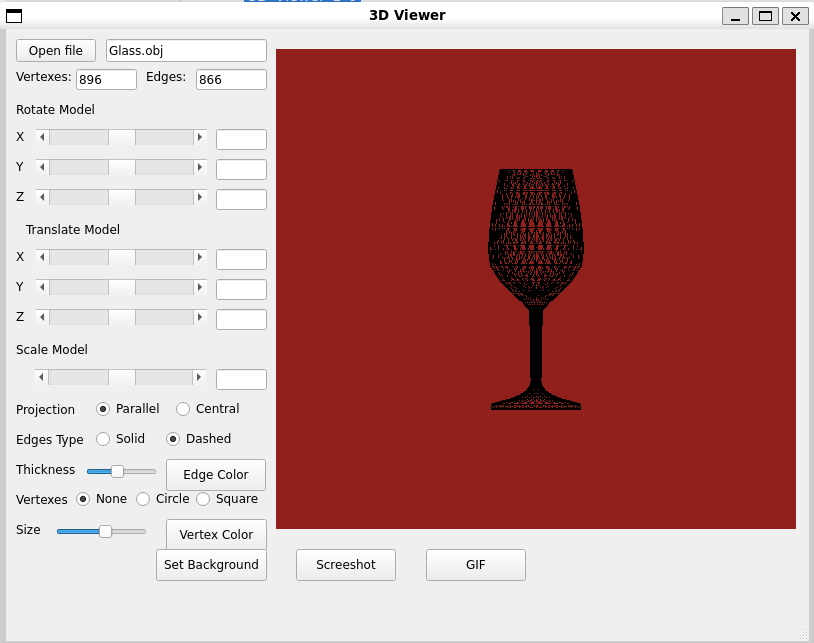 3D Viewer
Open file Glass.obj
Vertexes: 896 Edges: 866
Rotate Model
X
Y
Z
Translate Model
X
Y
Z
Scale Model
Projection Parallel Central
Edges Type Solid Dashed
Thickness Edge Color
Vertexes None Circle Square
Size Vertex Color
Set Background Screeshot GIF